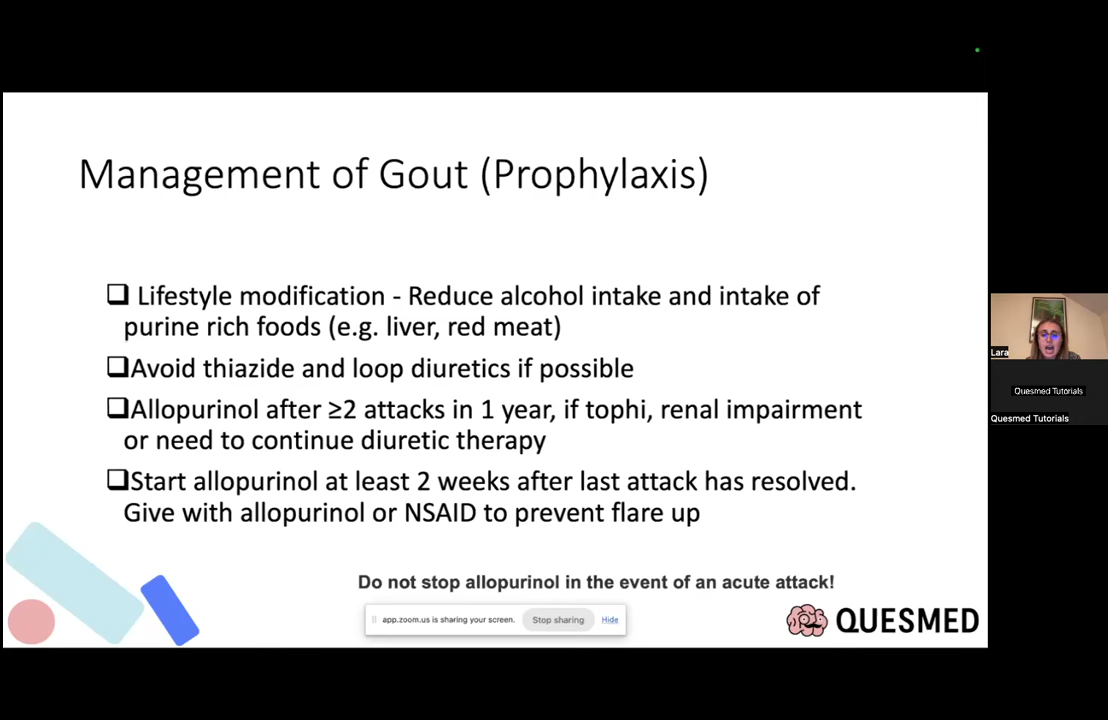 Management of Gout (Prophylaxis)
Lifestyle modification - Reduce alcohol intake and intake of
purine rich foods (e.g. liver, red meat)
Avoid thiazide and loop diuretics if possible
Allopurinol after ≥2 attacks in 1 year, if tophi, renal impairment
or need to continue diuretic therapy
Start allopurinol at least 2 weeks after last attack has resolved.
Give with allopurinol or NSAID to prevent flare up
Do not stop allopurinol in the event of an acute attack!
app.zoom.us is sharing your screen. Stop sharing Hide
QUESMED
Lara
Quesmed Tutorials
Quesmed Tutorials